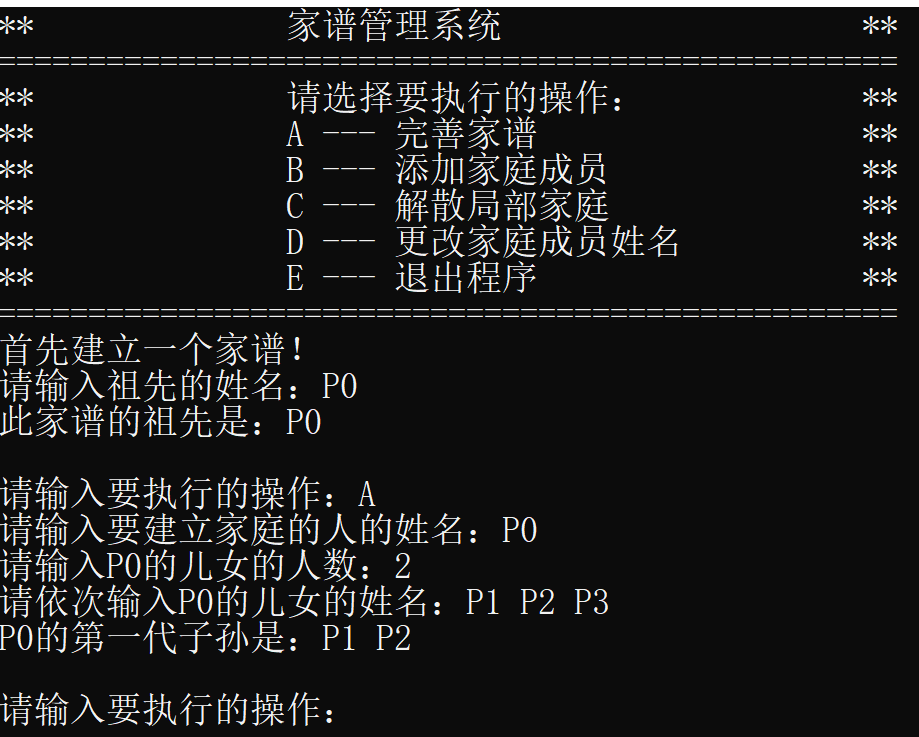 ** 家谱管理系统 **
==================================================
** 请选择要执行的操作： **
** A --- 完善家谱 **
** B --- 添加家庭成员 **
** C --- 解散局部家庭 **
** D --- 更改家庭成员姓名 **
** E --- 退出程序 **
==================================================
首先建立一个家谱！
请输入祖先的姓名：P0
此家谱的祖先是：P0
请输入要执行的操作：A
请输入要建立家庭的人的姓名：P0
请输入P0的儿女的人数：2
请依次输入P0的儿女的姓名：P1 P2 P3
P0的第一代子孙是：P1 P2
请输入要执行的操作：